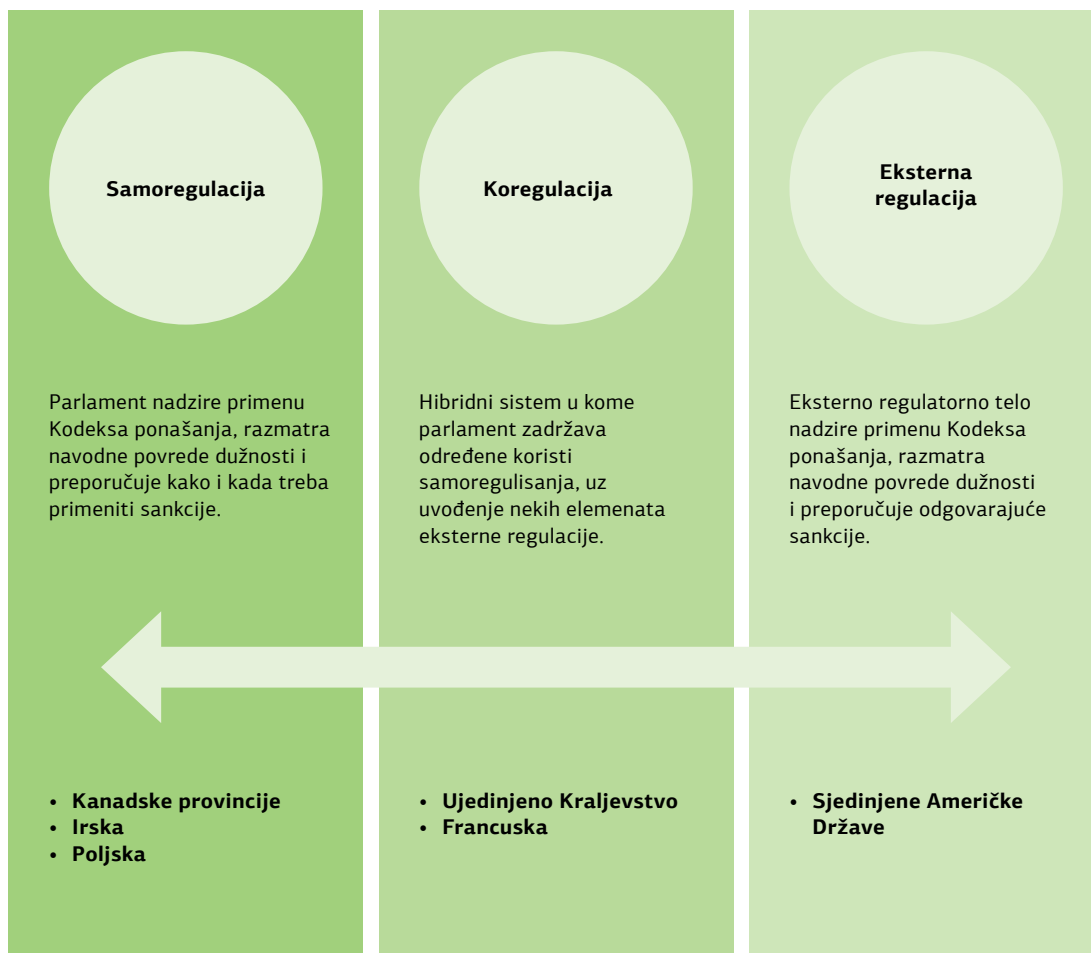 Samoregulacija
Parlament nadzire primenu
Kodeksa ponašanja, razmatra
navodne povrede dužnosti i
preporučuje kako i kada treba
primeniti sankcije.
• Kanadske provincije
• Irska
• Poljska
Koregulacija
Hibridni sistem u kome
parlament zadržava
određene koristi
samoregulisanja, uz
uvođenje nekih elemenata
eksterne regulacije.
• Ujedinjeno Kraljevstvo
• Francuska
Eksterna
regulacija
Eksterno regulatorno telo
nadzire primenu Kodeksa
ponašanja, razmatra
navodne povrede dužnosti
i preporučuje odgovarajuće
sankcije.
• Sjedinjene Američke
Države